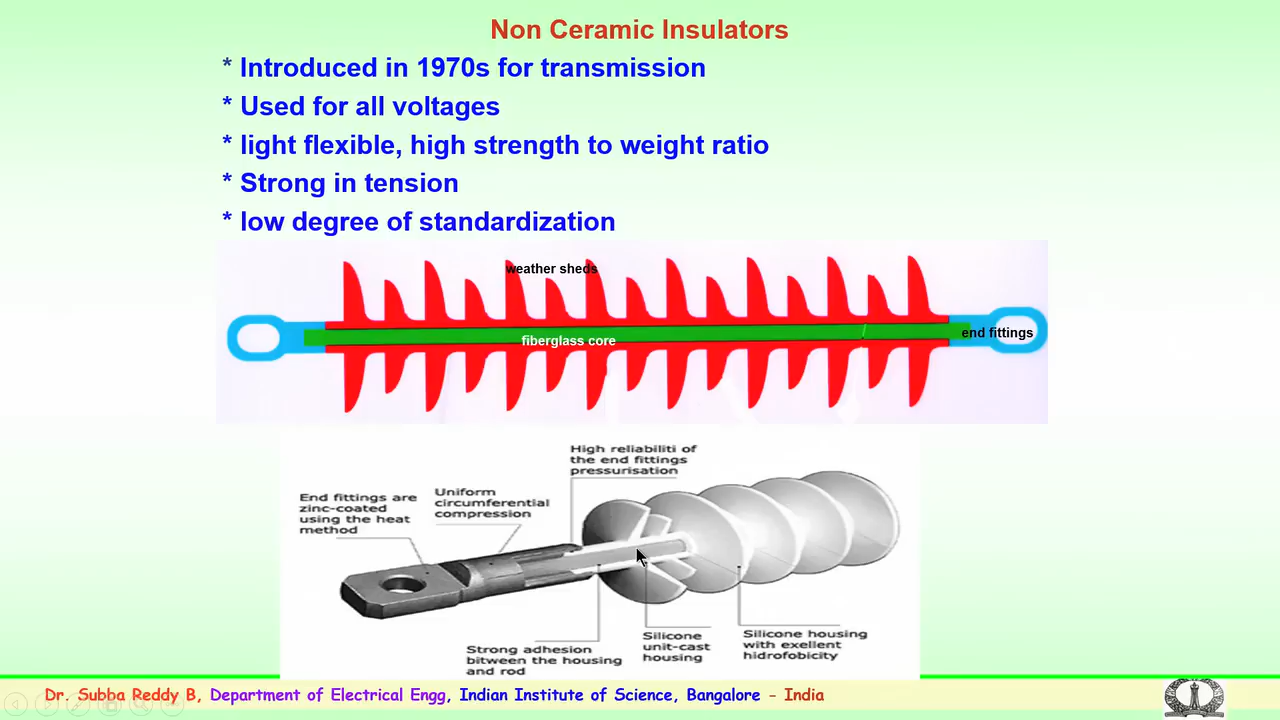 Non Ceramic Insulators
* Introduced in 1970s for transmission
* Used for all voltages
* light flexible, high strength to weight ratio
* Strong in tension
* low degree of standardization
weather sheds
fiberglass core
end fittings
High reliabiliti of
the end fittings
pressurisation
End fittings are
zinc-coated
using the heat
method
Uniform
circumferential
compression
Strong adhesion
bitween the housing
and rod
Silicone
unit-cast
housing
Silicone housing
with exellent
hidrofobicity
Dr. Subba Reddy B, Department of Electrical Engg, Indian Institute of Science, Bangalore - India